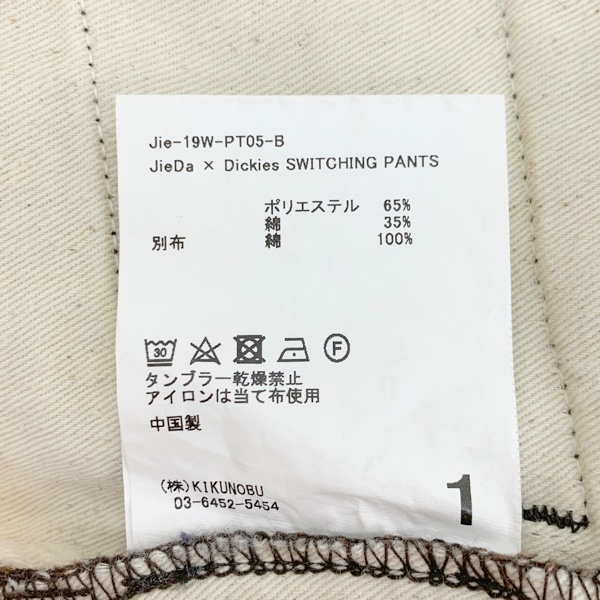 Jie-19W-PT05-B
JieDa × Dickies SWITCHING PANTS
ポリエステル 65%
綿 35%
別布 綿 100%
30 F
タンブラー乾燥禁止
アイロンは当て布使用
中国製
(株)KIKUNOBU
03-6452-5454
1